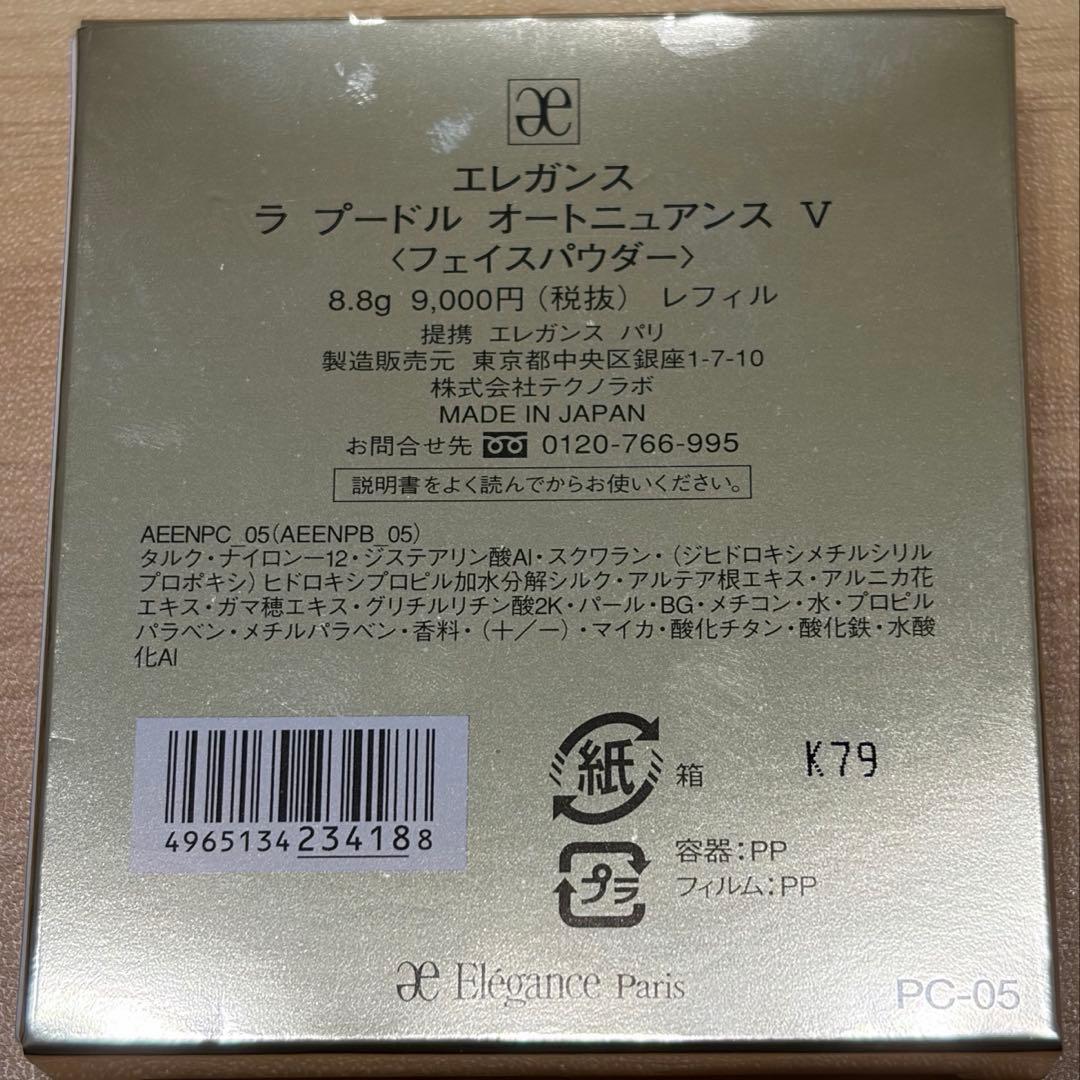 æ
エレガンス
ラ プードル オートニュアンス V
〈フェイスパウダー〉
8.8g 9,000円（税抜） レフィル
提携 エレガンス パリ
製造販売元 東京都中央区銀座1-7-10
株式会社テクノラボ
MADE IN JAPAN
お問合せ先 0120-766-995
説明書をよく読んでからお使いください。
AEENPC_05(AEENPB_05)
タルク・ナイロン－12・ジステアリン酸Al・スクワラン・（ジヒドロキシメチルシリル
プロポキシ）ヒドロキシプロピル加水分解シルク・アルテア根エキス・アルニカ花
エキス・ガマ穂エキス・グリチルリチン酸2K・パール・BG・メチコン・水・プロピル
パラベン・メチルパラベン・香料・（＋／－）・マイカ・酸化チタン・酸化鉄・水酸
化Al
4965134234188
紙 箱
K79
プラ 容器：PP
フィルム：PP
æ Elégance Paris
PC-05